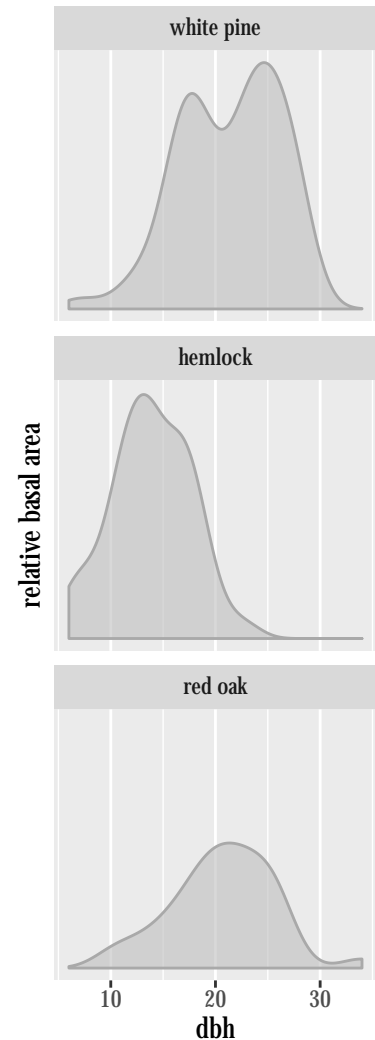 white pine
hemlock
relative basal area
red oak
10 20 30
dbh